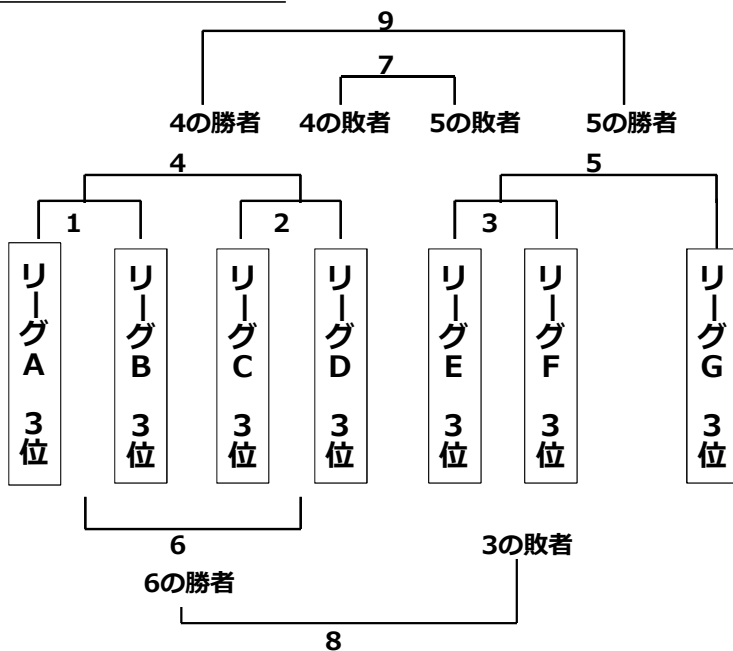 9
7
4の勝者 4の敗者 5の敗者 5の勝者
4 5
1 2 3
リーグA 3位
リーグB 3位
リーグC 3位
リーグD 3位
リーグE 3位
リーグF 3位
リーグG 3位
6 3の敗者
6の勝者
8